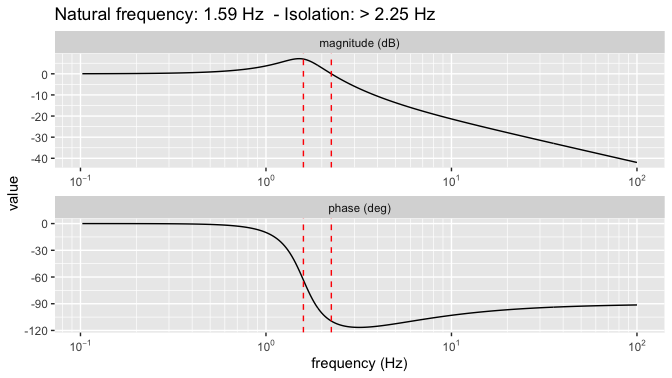 Natural frequency: 1.59 Hz - Isolation: > 2.25 Hz
magnitude (dB)
0
-10
-20
-30
-40
10⁻¹ 10⁰ 10¹ 10²
value
phase (deg)
0
-30
-60
-90
-120
10⁻¹ 10⁰ 10¹ 10²
frequency (Hz)